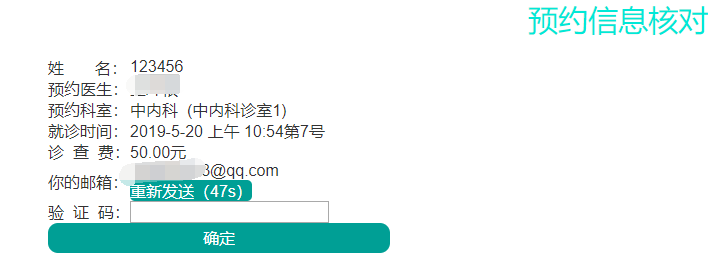 预约信息核对
姓 名： 123456
预约医生：
预约科室： 中内科 (中内科诊室1)
就诊时间： 2019-5-20 上午 10:54第7号
诊 查 费： 50.00元
你的邮箱： 3@qq.com
重新发送（47s）
验 证 码：
确定